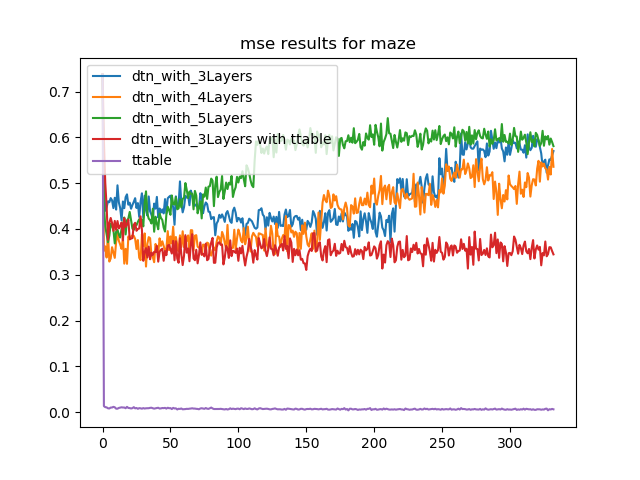 mse results for maze
dtn_with_3Layers
dtn_with_4Layers
dtn_with_5Layers
dtn_with_3Layers with ttable
ttable
0.7
0.6
0.5
0.4
0.3
0.2
0.1
0.0
0 50 100 150 200 250 300